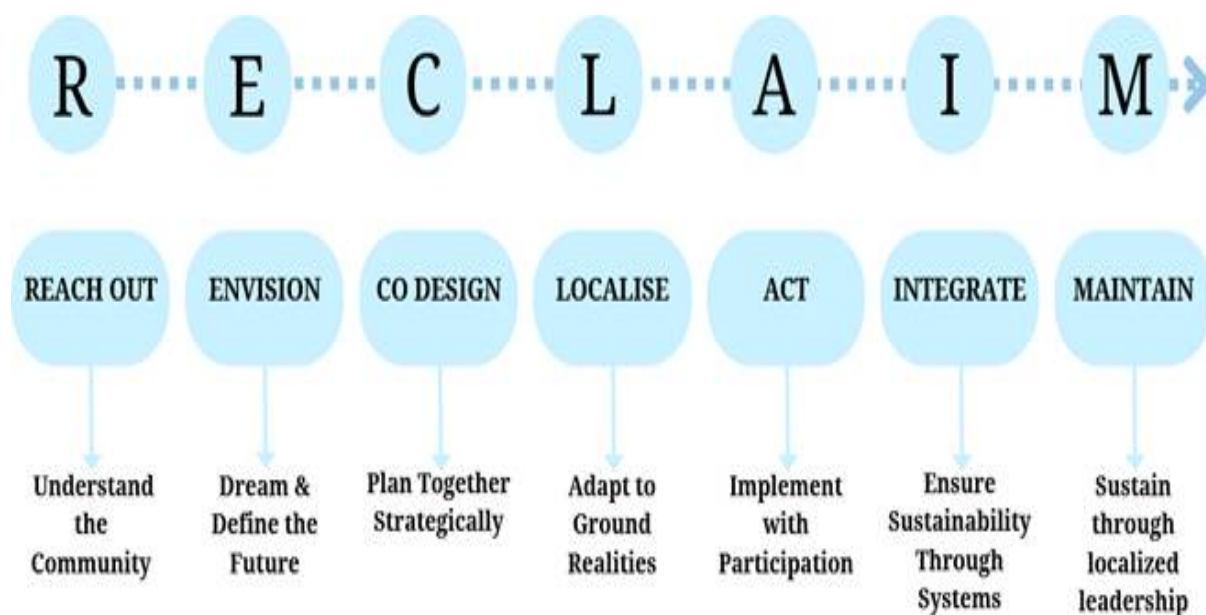 R E C L A I M
REACH OUT
ENVISION
CO DESIGN
LOCALISE
ACT
INTEGRATE
MAINTAIN
Understand
the
Community
Dream &
Define the
Future
Plan Together
Strategically
Adapt to
Ground
Realities
Implement
with
Participation
Ensure
Sustainability
Through
Systems
Sustain
through
localized
leadership